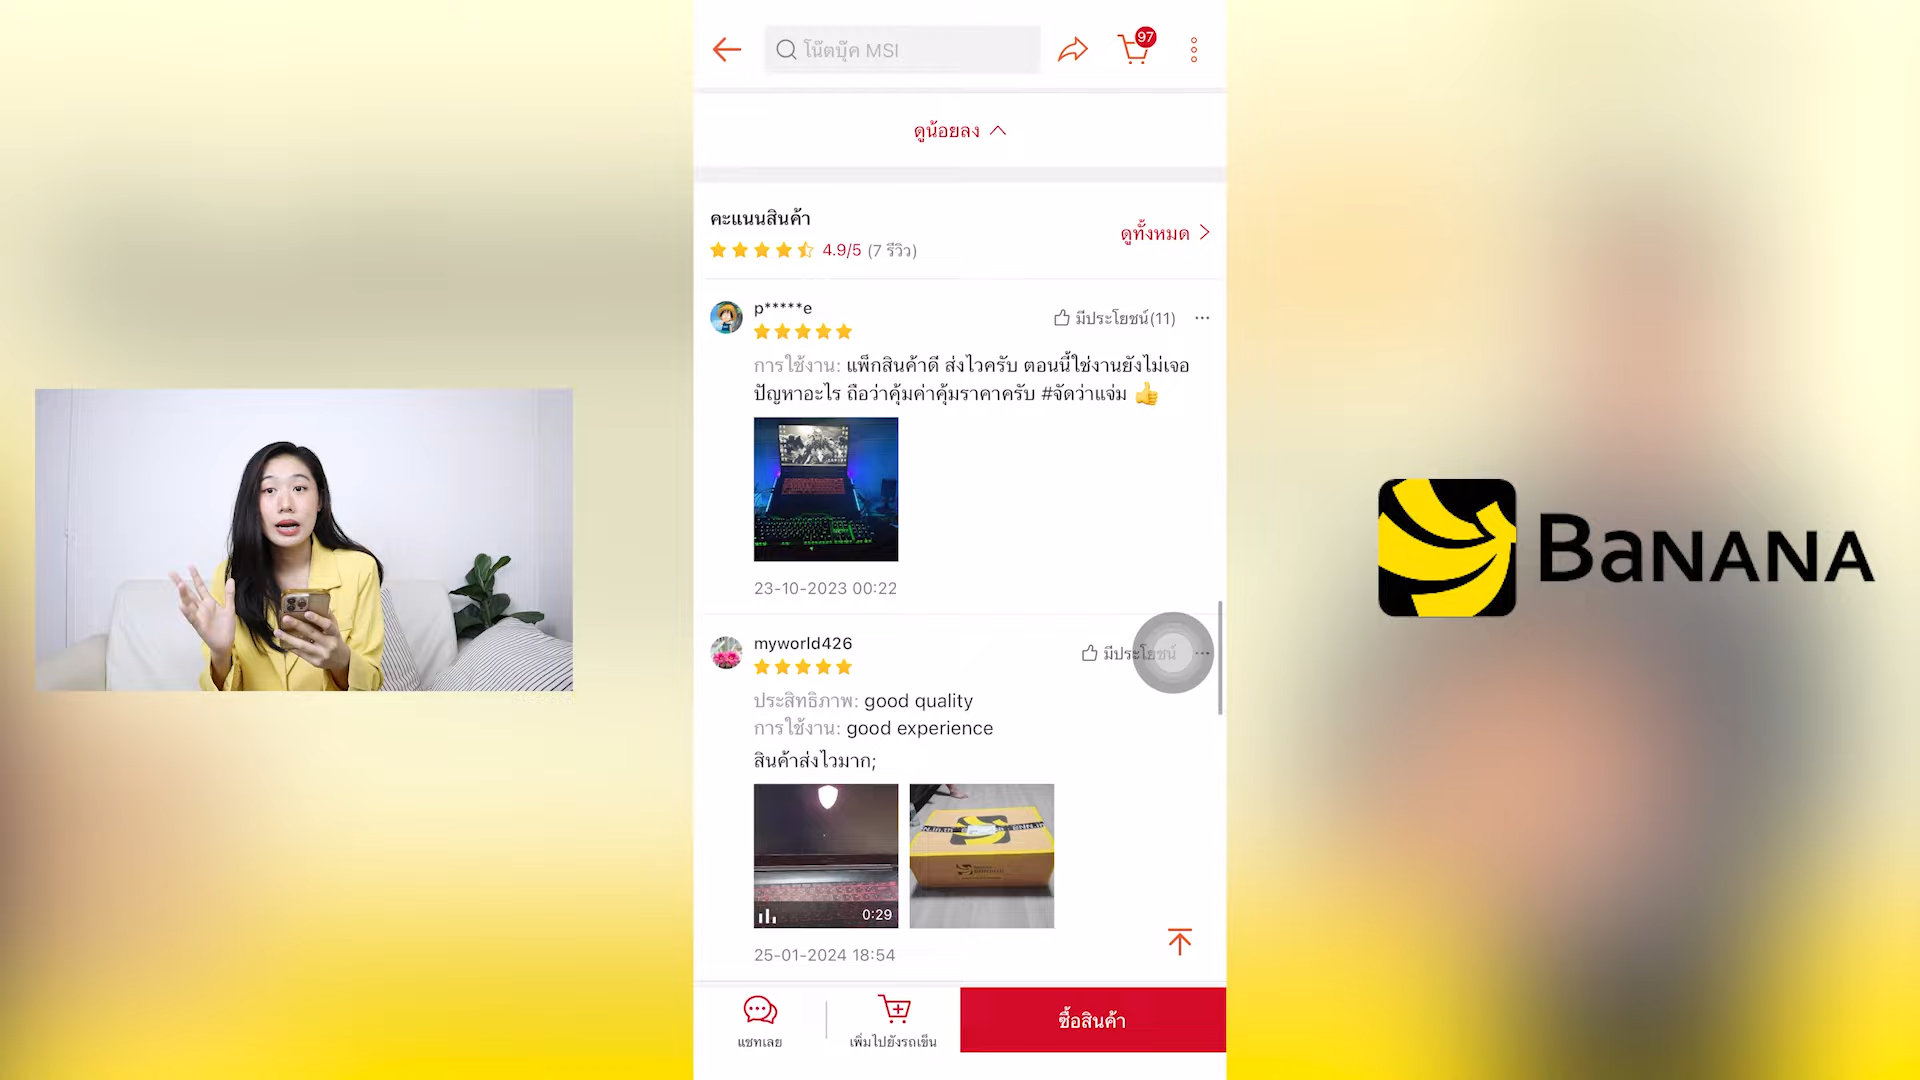 โน๊ตบุ๊ค MSI
97
ดูน้อยลง
คะแนนสินค้า
4.9/5 (7 รีวิว)
ดูทั้งหมด
p*****e
มีประโยชน์(11)
การใช้งาน: แพ็กสินค้าดี ส่งไวครับ ตอนนี้ใช่งานยังไม่เจอ
ปัญหาอะไร ถือว่าคุ้มค่าคุ้มราคาครับ #จัดว่าแจ่ม 👍
23-10-2023 00:22
myworld426
มีประโยชน์
ประสิทธิภาพ: good quality
การใช้งาน: good experience
สินค้าส่งไวมาก;
0:29
25-01-2024 18:54
แชทเลย
เพิ่มไปยังรถเข็น
ซื้อสินค้า
BaNANA